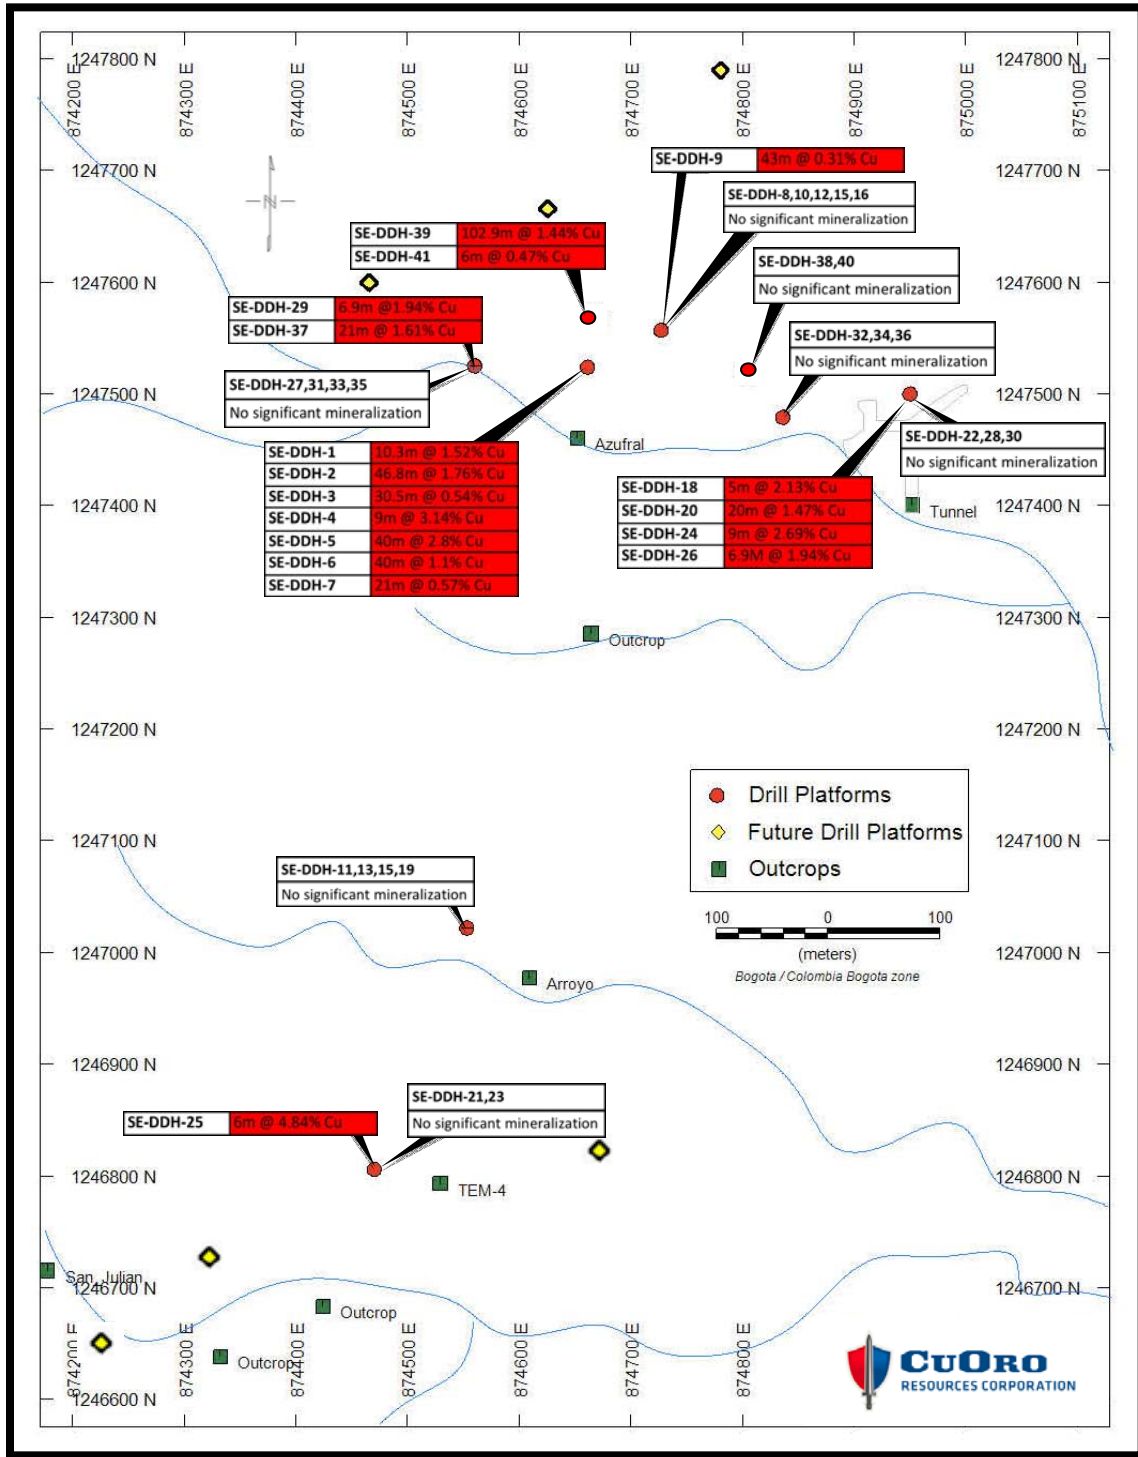 1247800 N
874200 E
874300 E
874400 E
874500 E
874600 E
874700 E
874800 E
874900 E
875000 E
875100 E
1247800 N
SE-DDH-9 43m @ 0.31% Cu
1247700 N
1247700 N
SE-DDH-8,10,12,15,16
No significant mineralization
N
SE-DDH-39 102.9m @ 1.44% Cu
SE-DDH-41 6m @ 0.47% Cu
SE-DDH-38,40
No significant mineralization
1247600 N
1247600 N
SE-DDH-29 6.9m @1.94% Cu
SE-DDH-37 21m @ 1.61% Cu
SE-DDH-32,34,36
No significant mineralization
SE-DDH-27,31,33,35
No significant mineralization
1247500 N
1247500 N
SE-DDH-22,28,30
No significant mineralization
Azufral
SE-DDH-1 10.3m @ 1.52% Cu
SE-DDH-2 46.8m @ 1.76% Cu
SE-DDH-3 30.5m @ 0.54% Cu
SE-DDH-4 9m @ 3.14% Cu
SE-DDH-5 40m @ 2.8% Cu
SE-DDH-6 40m @ 1.1% Cu
SE-DDH-7 21m @ 0.57% Cu
SE-DDH-18 5m @ 2.13% Cu
SE-DDH-20 20m @ 1.47% Cu
SE-DDH-24 9m @ 2.69% Cu
SE-DDH-26 6.9M @ 1.94% Cu
1247400 N
1247400 N
Tunnel
1247300 N
1247300 N
Outcrop
1247200 N
1247200 N
Drill Platforms
Future Drill Platforms
Outcrops
1247100 N
1247100 N
SE-DDH-11,13,15,19
No significant mineralization
100 0 100
(meters)
Bogota / Colombia Bogota zone
1247000 N
1247000 N
Arroyo
1246900 N
1246900 N
SE-DDH-21,23
No significant mineralization
SE-DDH-25 6m @ 4.84% Cu
1246800 N
1246800 N
TEM-4
San Julian
1246700 N
1246700 N
Outcrop
Outcrop
874200 E
874300 E
874400 E
874500 E
874600 E
874700 E
874800 E
1246600 N
CUORO
RESOURCES CORPORATION